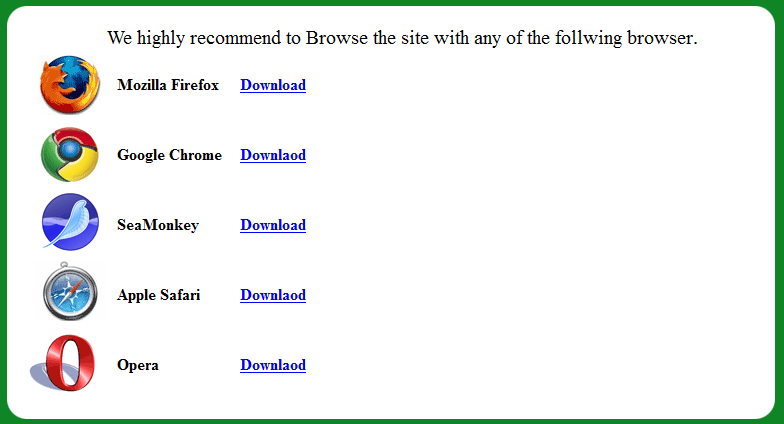 We highly recommend to Browse the site with any of the follwing browser.
Mozilla Firefox Download
Google Chrome Downlaod
SeaMonkey Download
Apple Safari Downlaod
Opera Downlaod